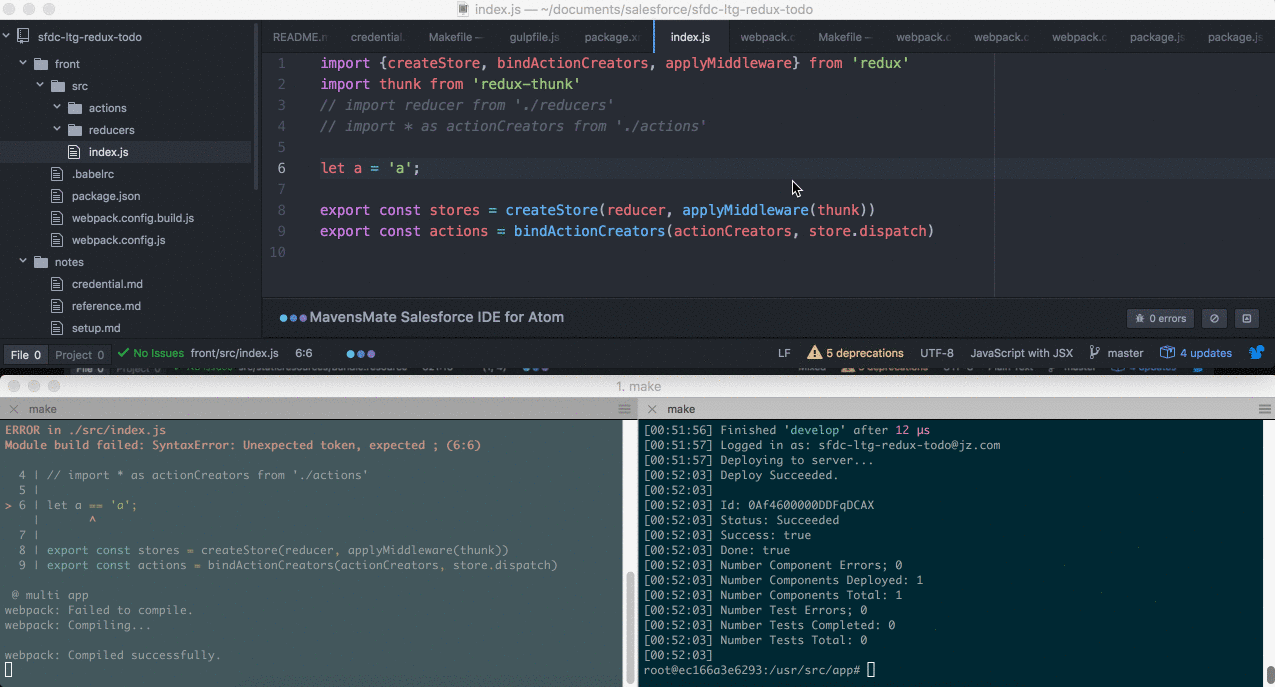 index.js — ~/documents/salesforce/sfdc-ltg-redux-todo
sfdc-ltg-redux-todo
front
src
actions
reducers
index.js
.babelrc
package.json
webpack.config.build.js
webpack.config.js
notes
credential.md
reference.md
setup.md
README.m credential. Makefile — gulpfile.js package.x index.js webpack.c Makefile — webpack.c webpack.c webpack.c package.js package.js
1 import {createStore, bindActionCreators, applyMiddleware} from 'redux'
2 import thunk from 'redux-thunk'
3 // import reducer from './reducers'
4 // import * as actionCreators from './actions'
5
6 let a = 'a';
7
8 export const stores = createStore(reducer, applyMiddleware(thunk))
9 export const actions = bindActionCreators(actionCreators, store.dispatch)
10
MavensMate Salesforce IDE for Atom
0 errors
File 0 Project 0 No Issues front/src/index.js 6:6 LF 5 deprecations UTF-8 JavaScript with JSX master 4 updates
1. make
make
ERROR in ./src/index.js
Module build failed: SyntaxError: Unexpected token, expected ; (6:6)
4 | // import * as actionCreators from './actions'
5 |
> 6 | let a == 'a';
| ^
7 |
8 | export const stores = createStore(reducer, applyMiddleware(thunk))
9 | export const actions = bindActionCreators(actionCreators, store.dispatch)
@ multi app
webpack: Failed to compile.
webpack: Compiling...
webpack: Compiled successfully.
make
[00:51:56] Finished 'develop' after 12 μs
[00:51:57] Logged in as: sfdc-ltg-redux-todo@jz.com
[00:51:57] Deploying to server...
[00:52:03] Deploy Succeeded.
[00:52:03]
[00:52:03] Id: 0Af4600000DDFqDCAX
[00:52:03] Status: Succeeded
[00:52:03] Success: true
[00:52:03] Done: true
[00:52:03] Number Component Errors; 0
[00:52:03] Number Components Deployed: 1
[00:52:03] Number Components Total: 1
[00:52:03] Number Test Errors; 0
[00:52:03] Number Tests Completed: 0
[00:52:03] Number Tests Total: 0
[00:52:03]
root@ec166a3e6293:/usr/src/app#